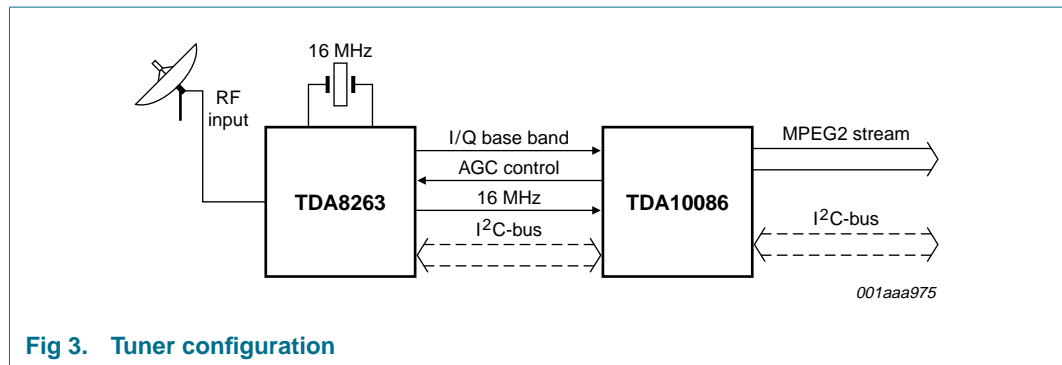 16 MHz
RF
input
I/Q base band
AGC control
16 MHz
I2C-bus
TDA8263
TDA10086
MPEG2 stream
I2C-bus
001aaa975
Fig 3. Tuner configuration